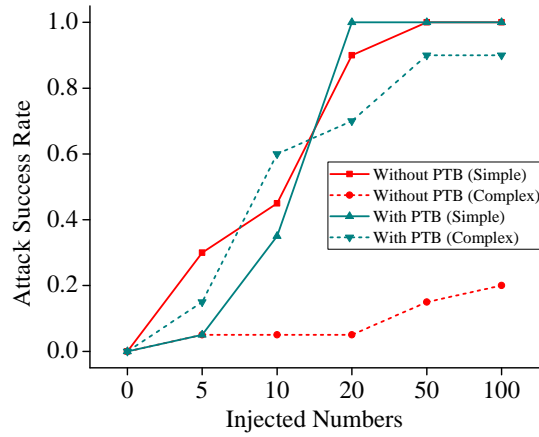 Attack Success Rate
1.0
0.8
0.6
0.4
0.2
0.0
Without PTB (Simple)
Without PTB (Complex)
With PTB (Simple)
With PTB (Complex)
0 5 10 20 50 100
Injected Numbers